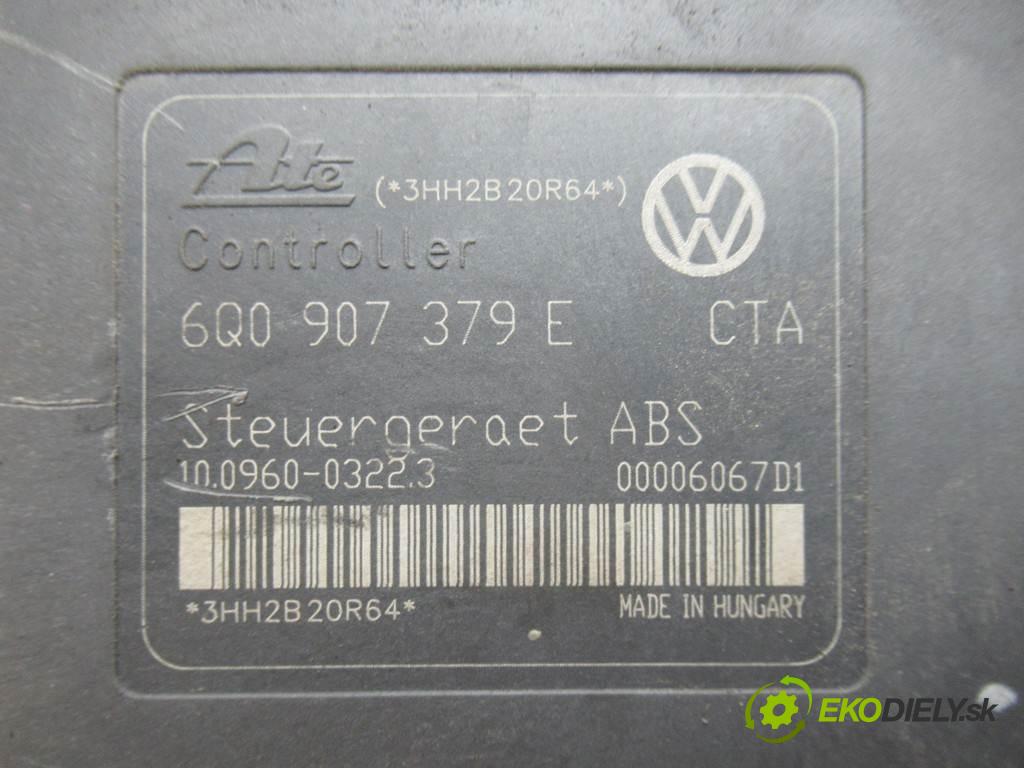 Ate (*3HH2B20R64*)
Controller
6Q0 907 379 E CTA
Steuergeraet ABS
10.0960-0322.3 00006067D1
*3HH2B20R64* MADE IN HUNGARY
EKODIELY.sk